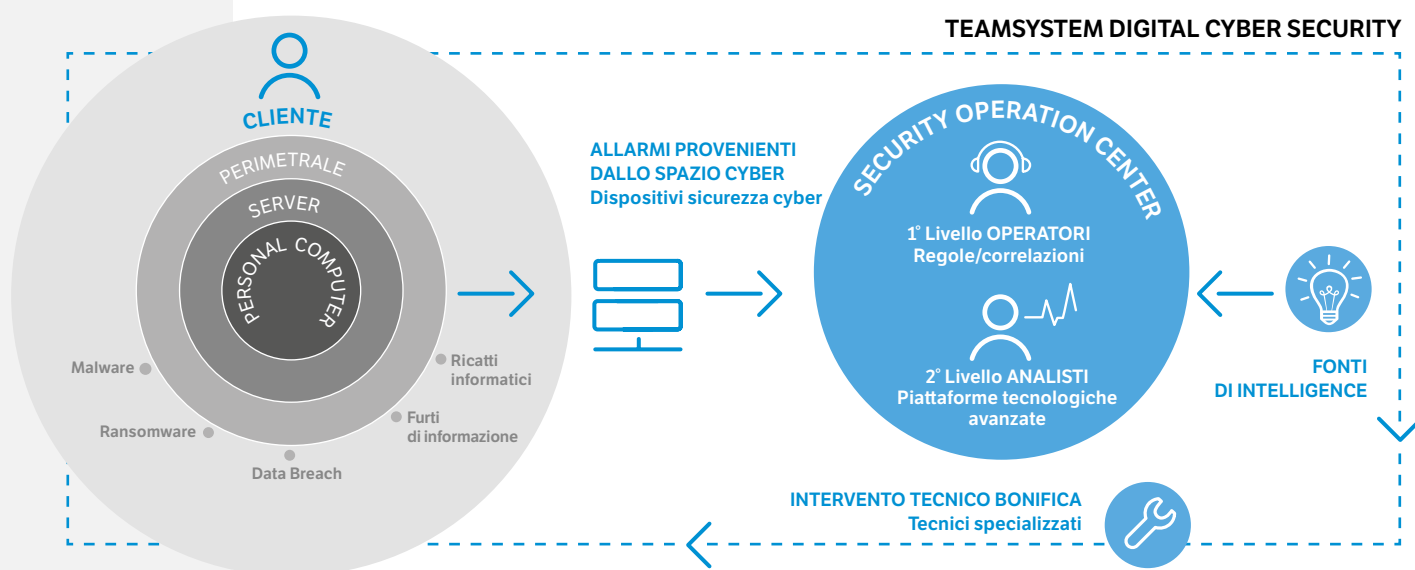 TEAMSYSTEM DIGITAL CYBER SECURITY
CLIENTE
PERIMETRALE
SERVER
PERSONAL COMPUTER
Malware
Ransomware
Data Breach
Furti
di informazione
Ricatti
informatici
ALLARMI PROVENIENTI
DALLO SPAZIO CYBER
Dispositivi sicurezza cyber
SECURITY OPERATION CENTER
1° Livello OPERATORI
Regole/correlazioni
2° Livello ANALISTI
Piattaforme tecnologiche
avanzate
FONTI
DI INTELLIGENCE
INTERVENTO TECNICO BONIFICA
Tecnici specializzati